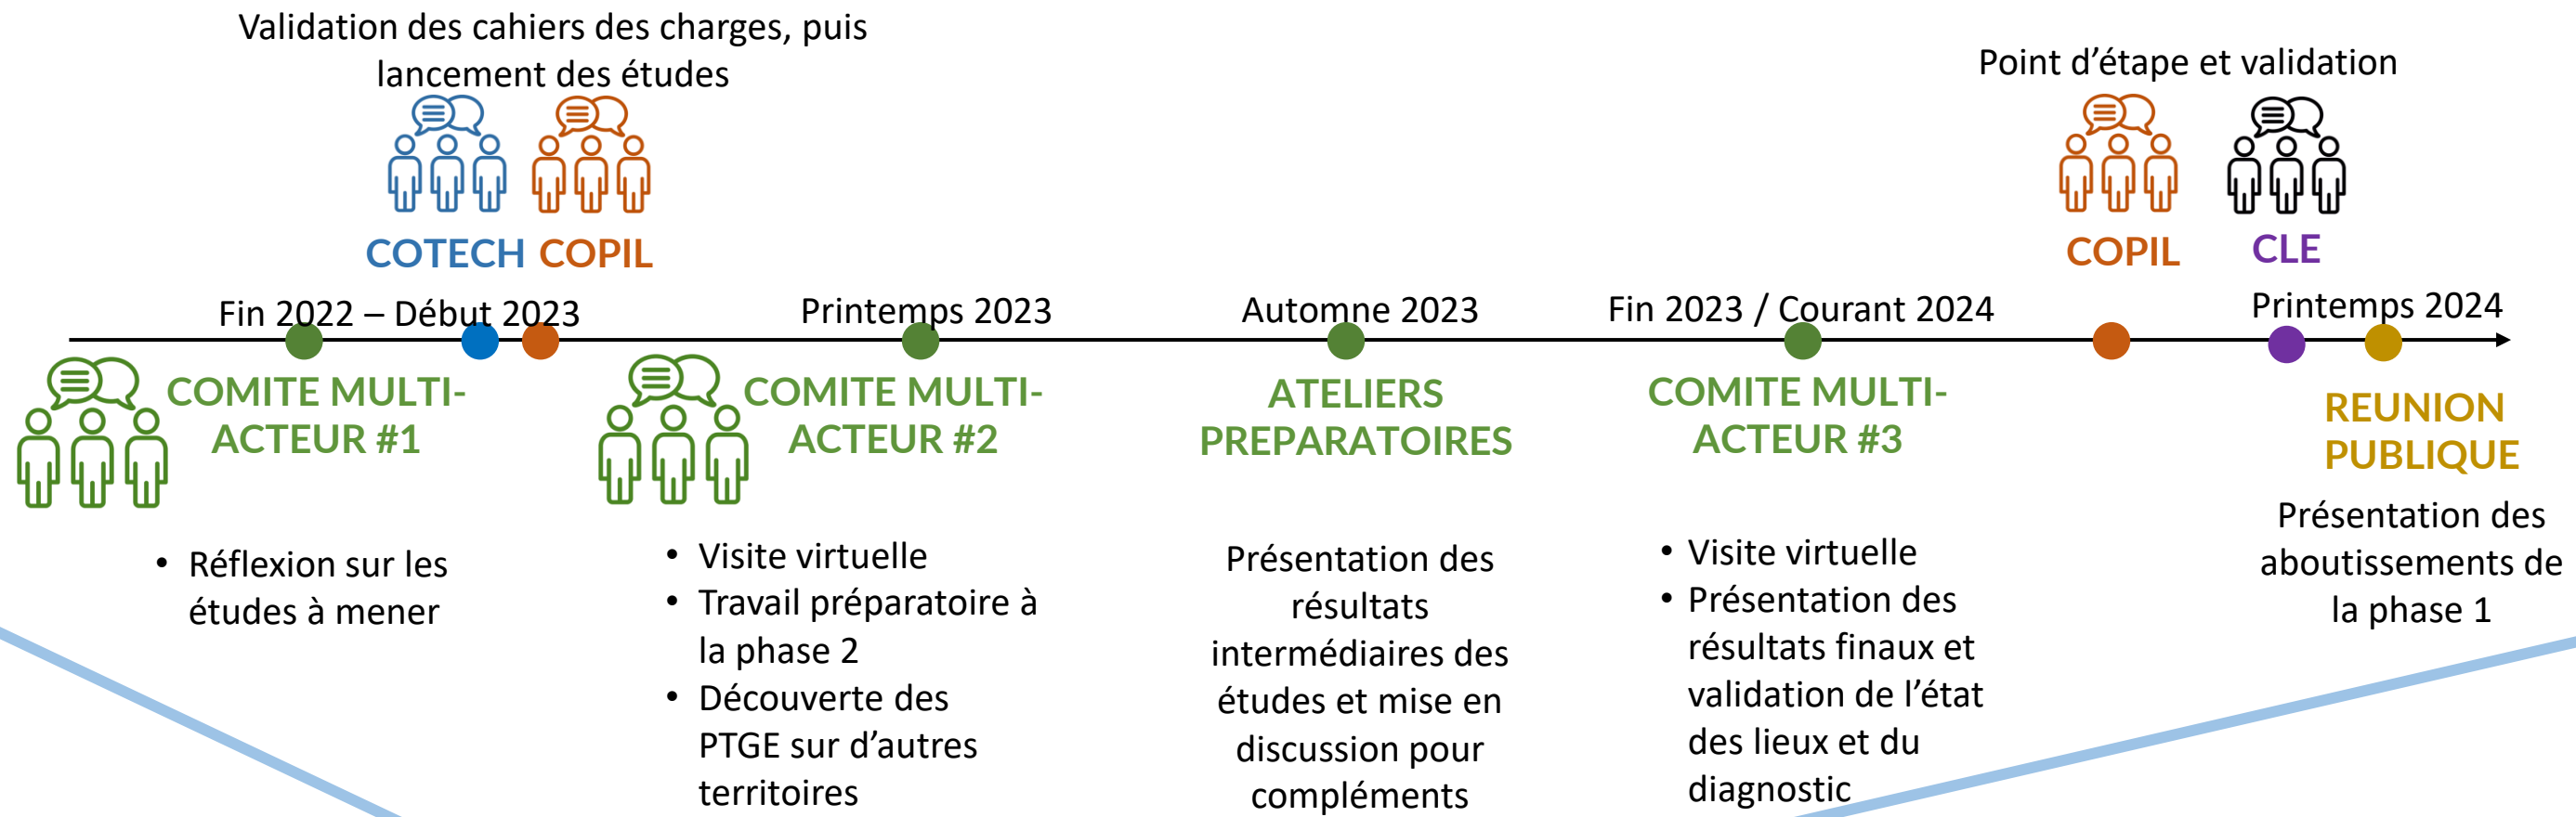 Validation des cahiers des charges, puis
lancement des études
COTECH COPIL
Point d'étape et validation
COPIL
CLE
Fin 2022 – Début 2023
Printemps 2023
Automne 2023
Fin 2023 / Courant 2024
Printemps 2024
COMITE MULTI-
ACTEUR #1
• Réflexion sur les
études à mener
COMITE MULTI-
ACTEUR #2
• Visite virtuelle
• Travail préparatoire à
la phase 2
• Découverte des
PTGE sur d'autres
territoires
ATELIERS
PREPARATOIRES
Présentation des
résultats
intermédiaires des
études et mise en
discussion pour
compléments
COMITE MULTI-
ACTEUR #3
• Visite virtuelle
• Présentation des
résultats finaux et
validation de l'état
des lieux et du
diagnostic
REUNION
PUBLIQUE
Présentation des
aboutissements de
la phase 1